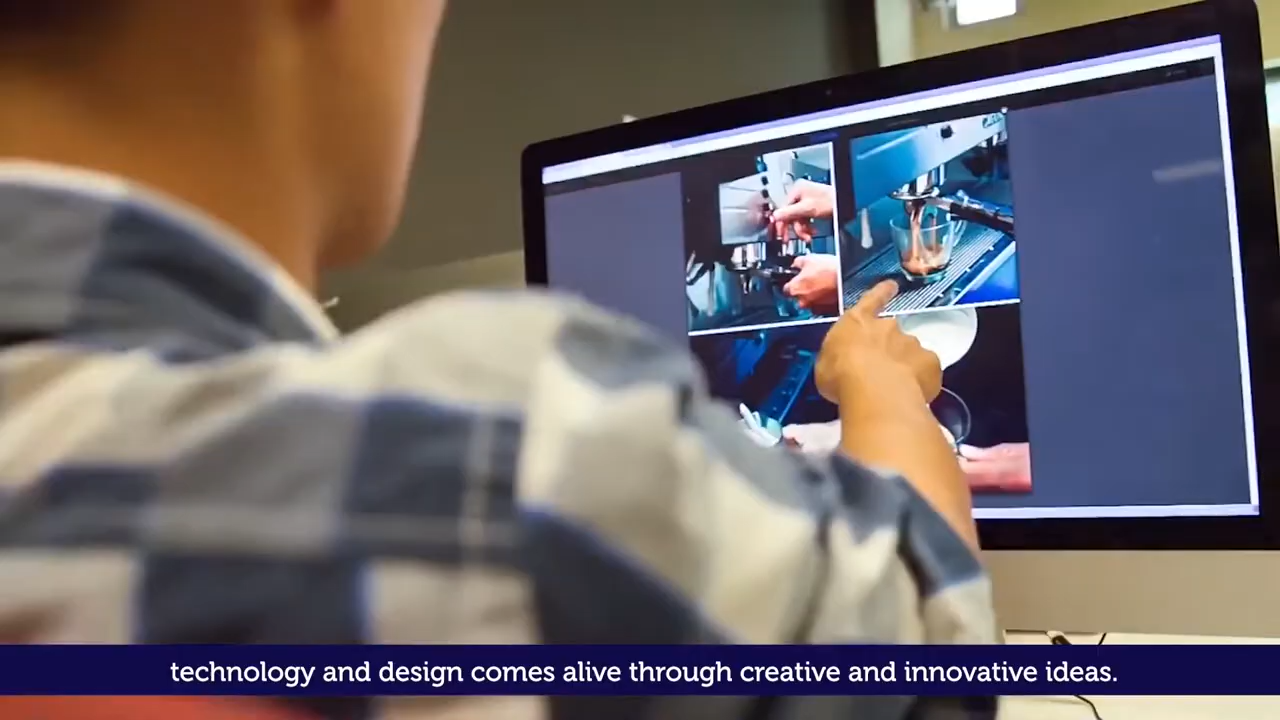 technology and design comes alive through creative and innovative ideas.